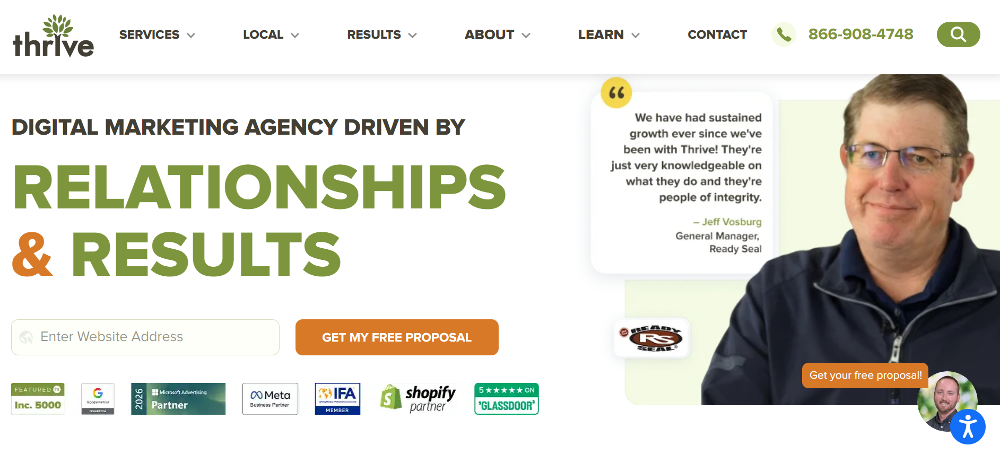 thrive
SERVICES
LOCAL
RESULTS
ABOUT
LEARN
CONTACT
866-908-4748
DIGITAL MARKETING AGENCY DRIVEN BY
RELATIONSHIPS
& RESULTS
Enter Website Address
GET MY FREE PROPOSAL
FEATURED 7X
Inc. 5000
Google Partner
PREMIER 2026
2026
Microsoft Advertising
Partner
Meta
Business Partner
IFA
INTERNATIONAL FRANCHISE ASSOCIATION
MEMBER
shopify
partner
5 ★★★★★ ON
"GLASSDOOR"
“
We have had sustained
growth ever since we've
been with Thrive! They're
just very knowledgeable on
what they do and they're
people of integrity.
– Jeff Vosburg
General Manager,
Ready Seal
READY
RS
SEAL®
Get your free proposal!